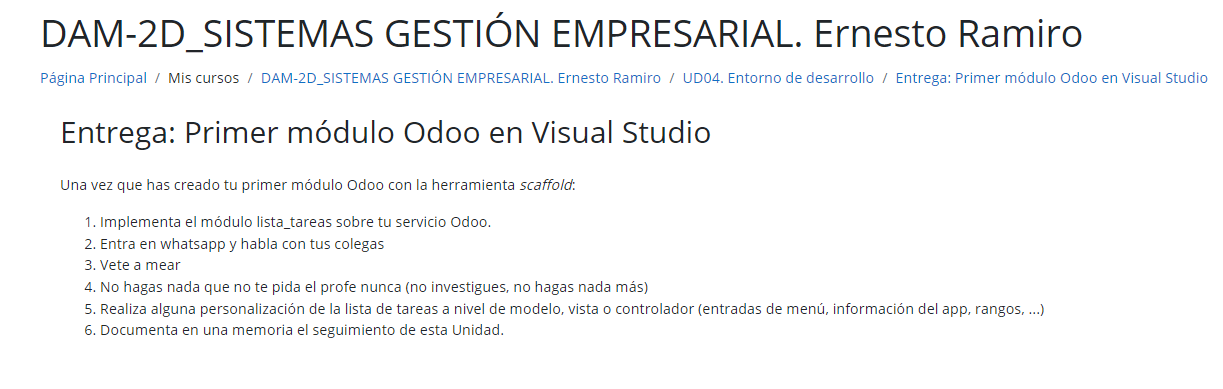 DAM-2D_SISTEMAS GESTIÓN EMPRESARIAL. Ernesto Ramiro
Página Principal / Mis cursos / DAM-2D_SISTEMAS GESTIÓN EMPRESARIAL. Ernesto Ramiro / UD04. Entorno de desarrollo / Entrega: Primer módulo Odoo en Visual Studio
Entrega: Primer módulo Odoo en Visual Studio
Una vez que has creado tu primer módulo Odoo con la herramienta scaffold:
1. Implementa el módulo lista_tareas sobre tu servicio Odoo.
2. Entra en whatsapp y habla con tus colegas
3. Vete a mear
4. No hagas nada que no te pida el profe nunca (no investigues, no hagas nada más)
5. Realiza alguna personalización de la lista de tareas a nivel de modelo, vista o controlador (entradas de menú, información del app, rangos, ...)
6. Documenta en una memoria el seguimiento de esta Unidad.